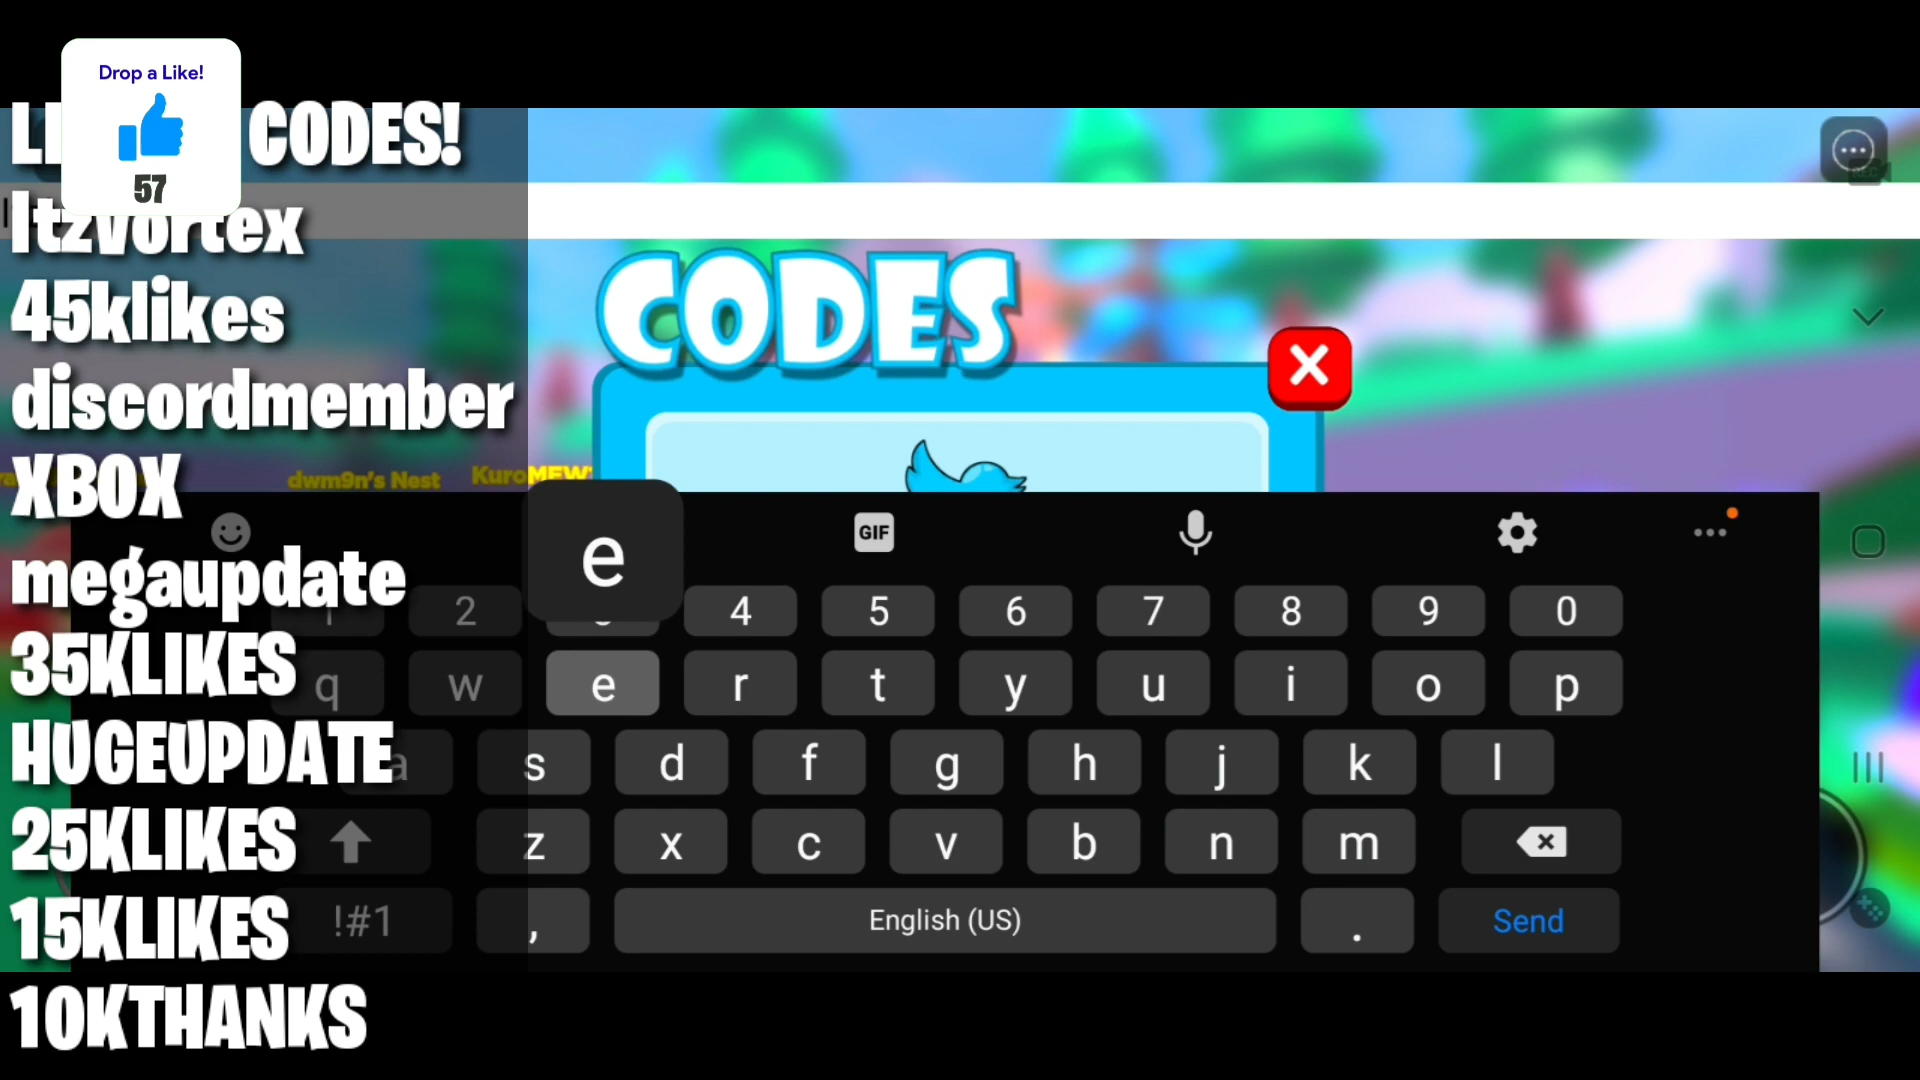 Drop a Like!
57
CODES!
Itzvortex
45klikes
discordmember
XBOX
megaupdate
35KLIKES
HUGEUPDATE
25KLIKES
15KLIKES
10KTHANKS
CODES
dwm9n's Nest
e
GIF
2 4 5 6 7 8 9 0
q w e r t y u i o p
a s d f g h j k l
z x c v b n m
!#1 , English (US) . Send